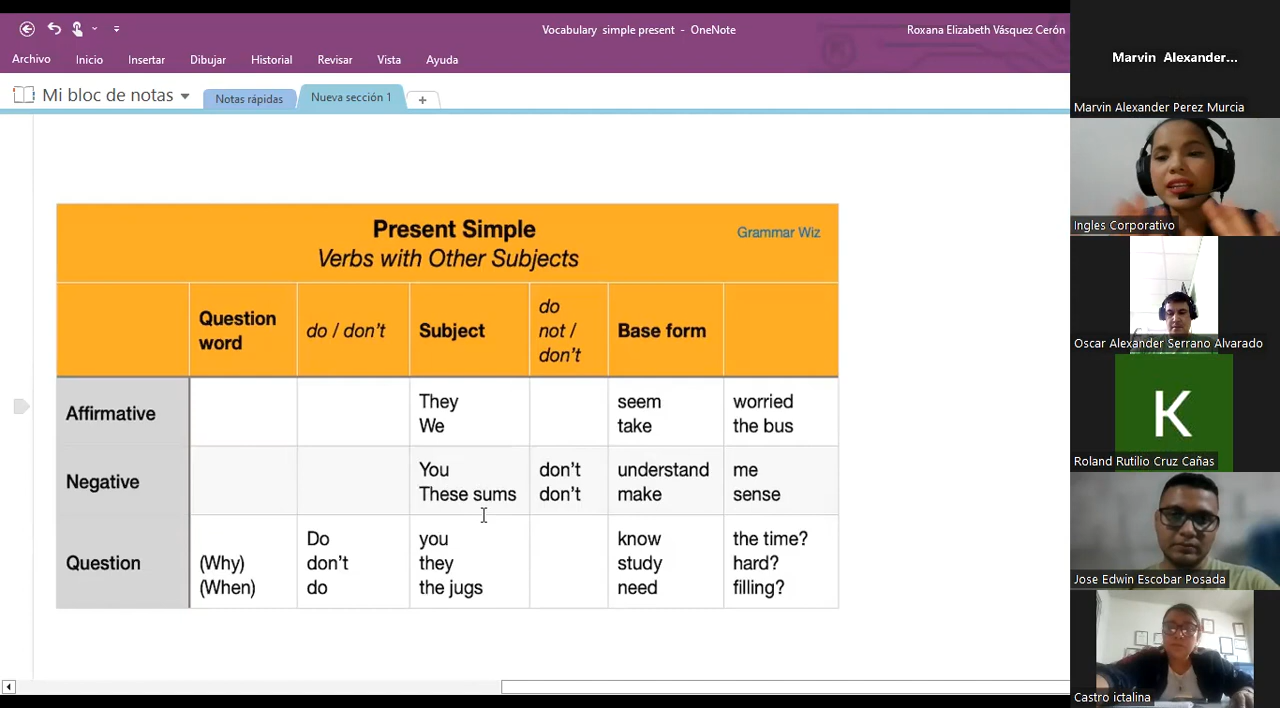 Vocabulary simple present - OneNote
Roxana Elizabeth Vásquez Cerón
Archivo Inicio Insertar Dibujar Historial Revisar Vista Ayuda
Mi bloc de notas Notas rápidas Nueva sección 1 +
Present Simple
Grammar Wiz
Verbs with Other Subjects
Question word do / don't Subject do not / don't Base form
Affirmative
They seem worried
We take the bus
Negative
You don't understand me
These sums don't make sense
Question
Do you know the time?
(Why) don't they study hard?
(When) do the jugs need filling?
Marvin Alexander...
Marvin Alexander Perez Murcia
Ingles Corporativo
Oscar Alexander Serrano Alvarado
K
Roland Rutilio Cruz Cañas
Jose Edwin Escobar Posada
Castro ictalina